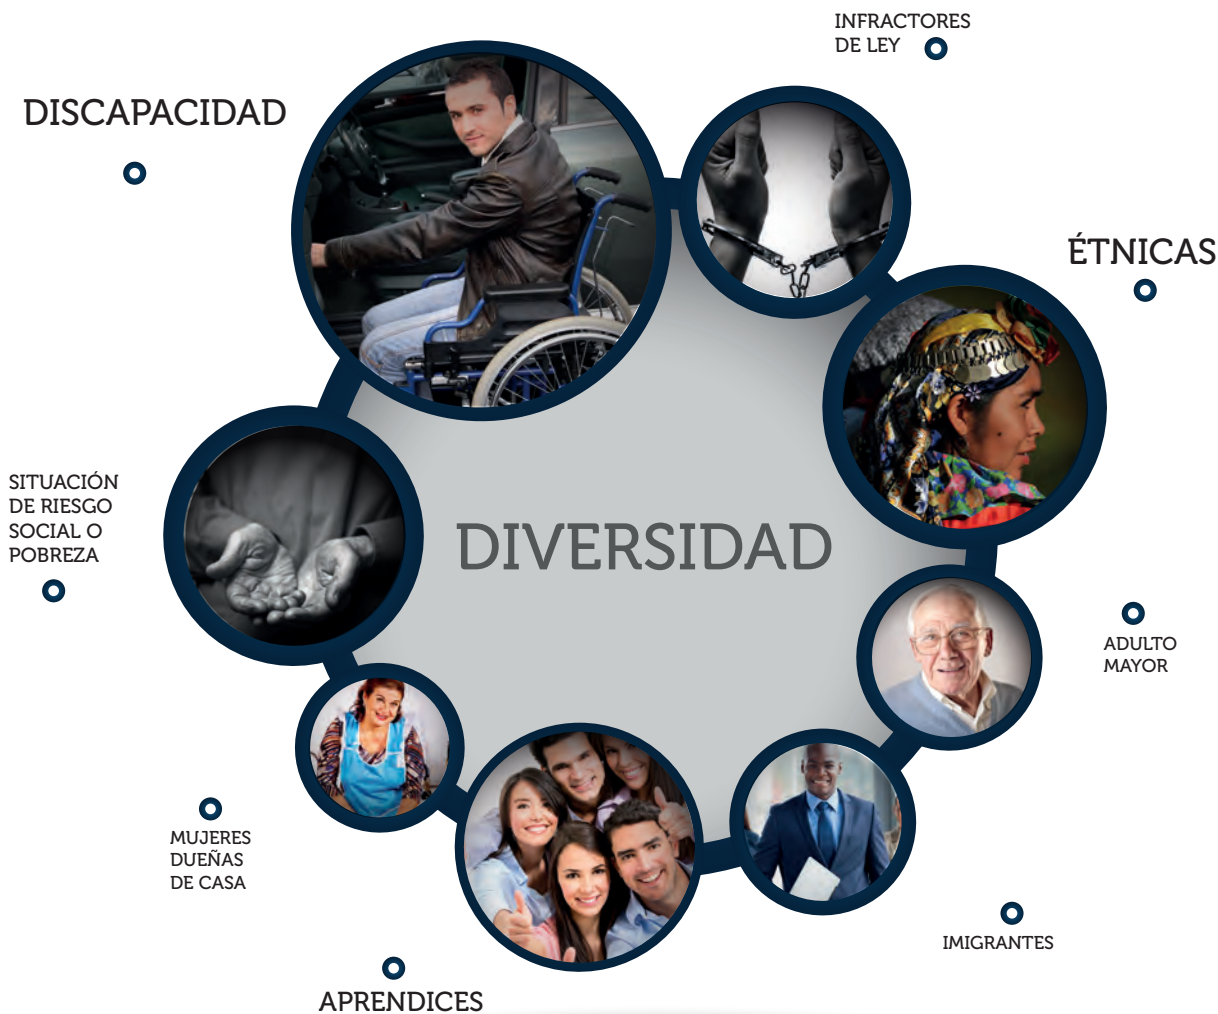 INFRACTORES
DE LEY
DISCAPACIDAD
ÉTNICAS
SITUACIÓN
DE RIESGO
SOCIAL O
POBREZA
DIVERSIDAD
ADULTO
MAYOR
MUJERES
DUEÑAS
DE CASA
IMIGRANTES
APRENDICES